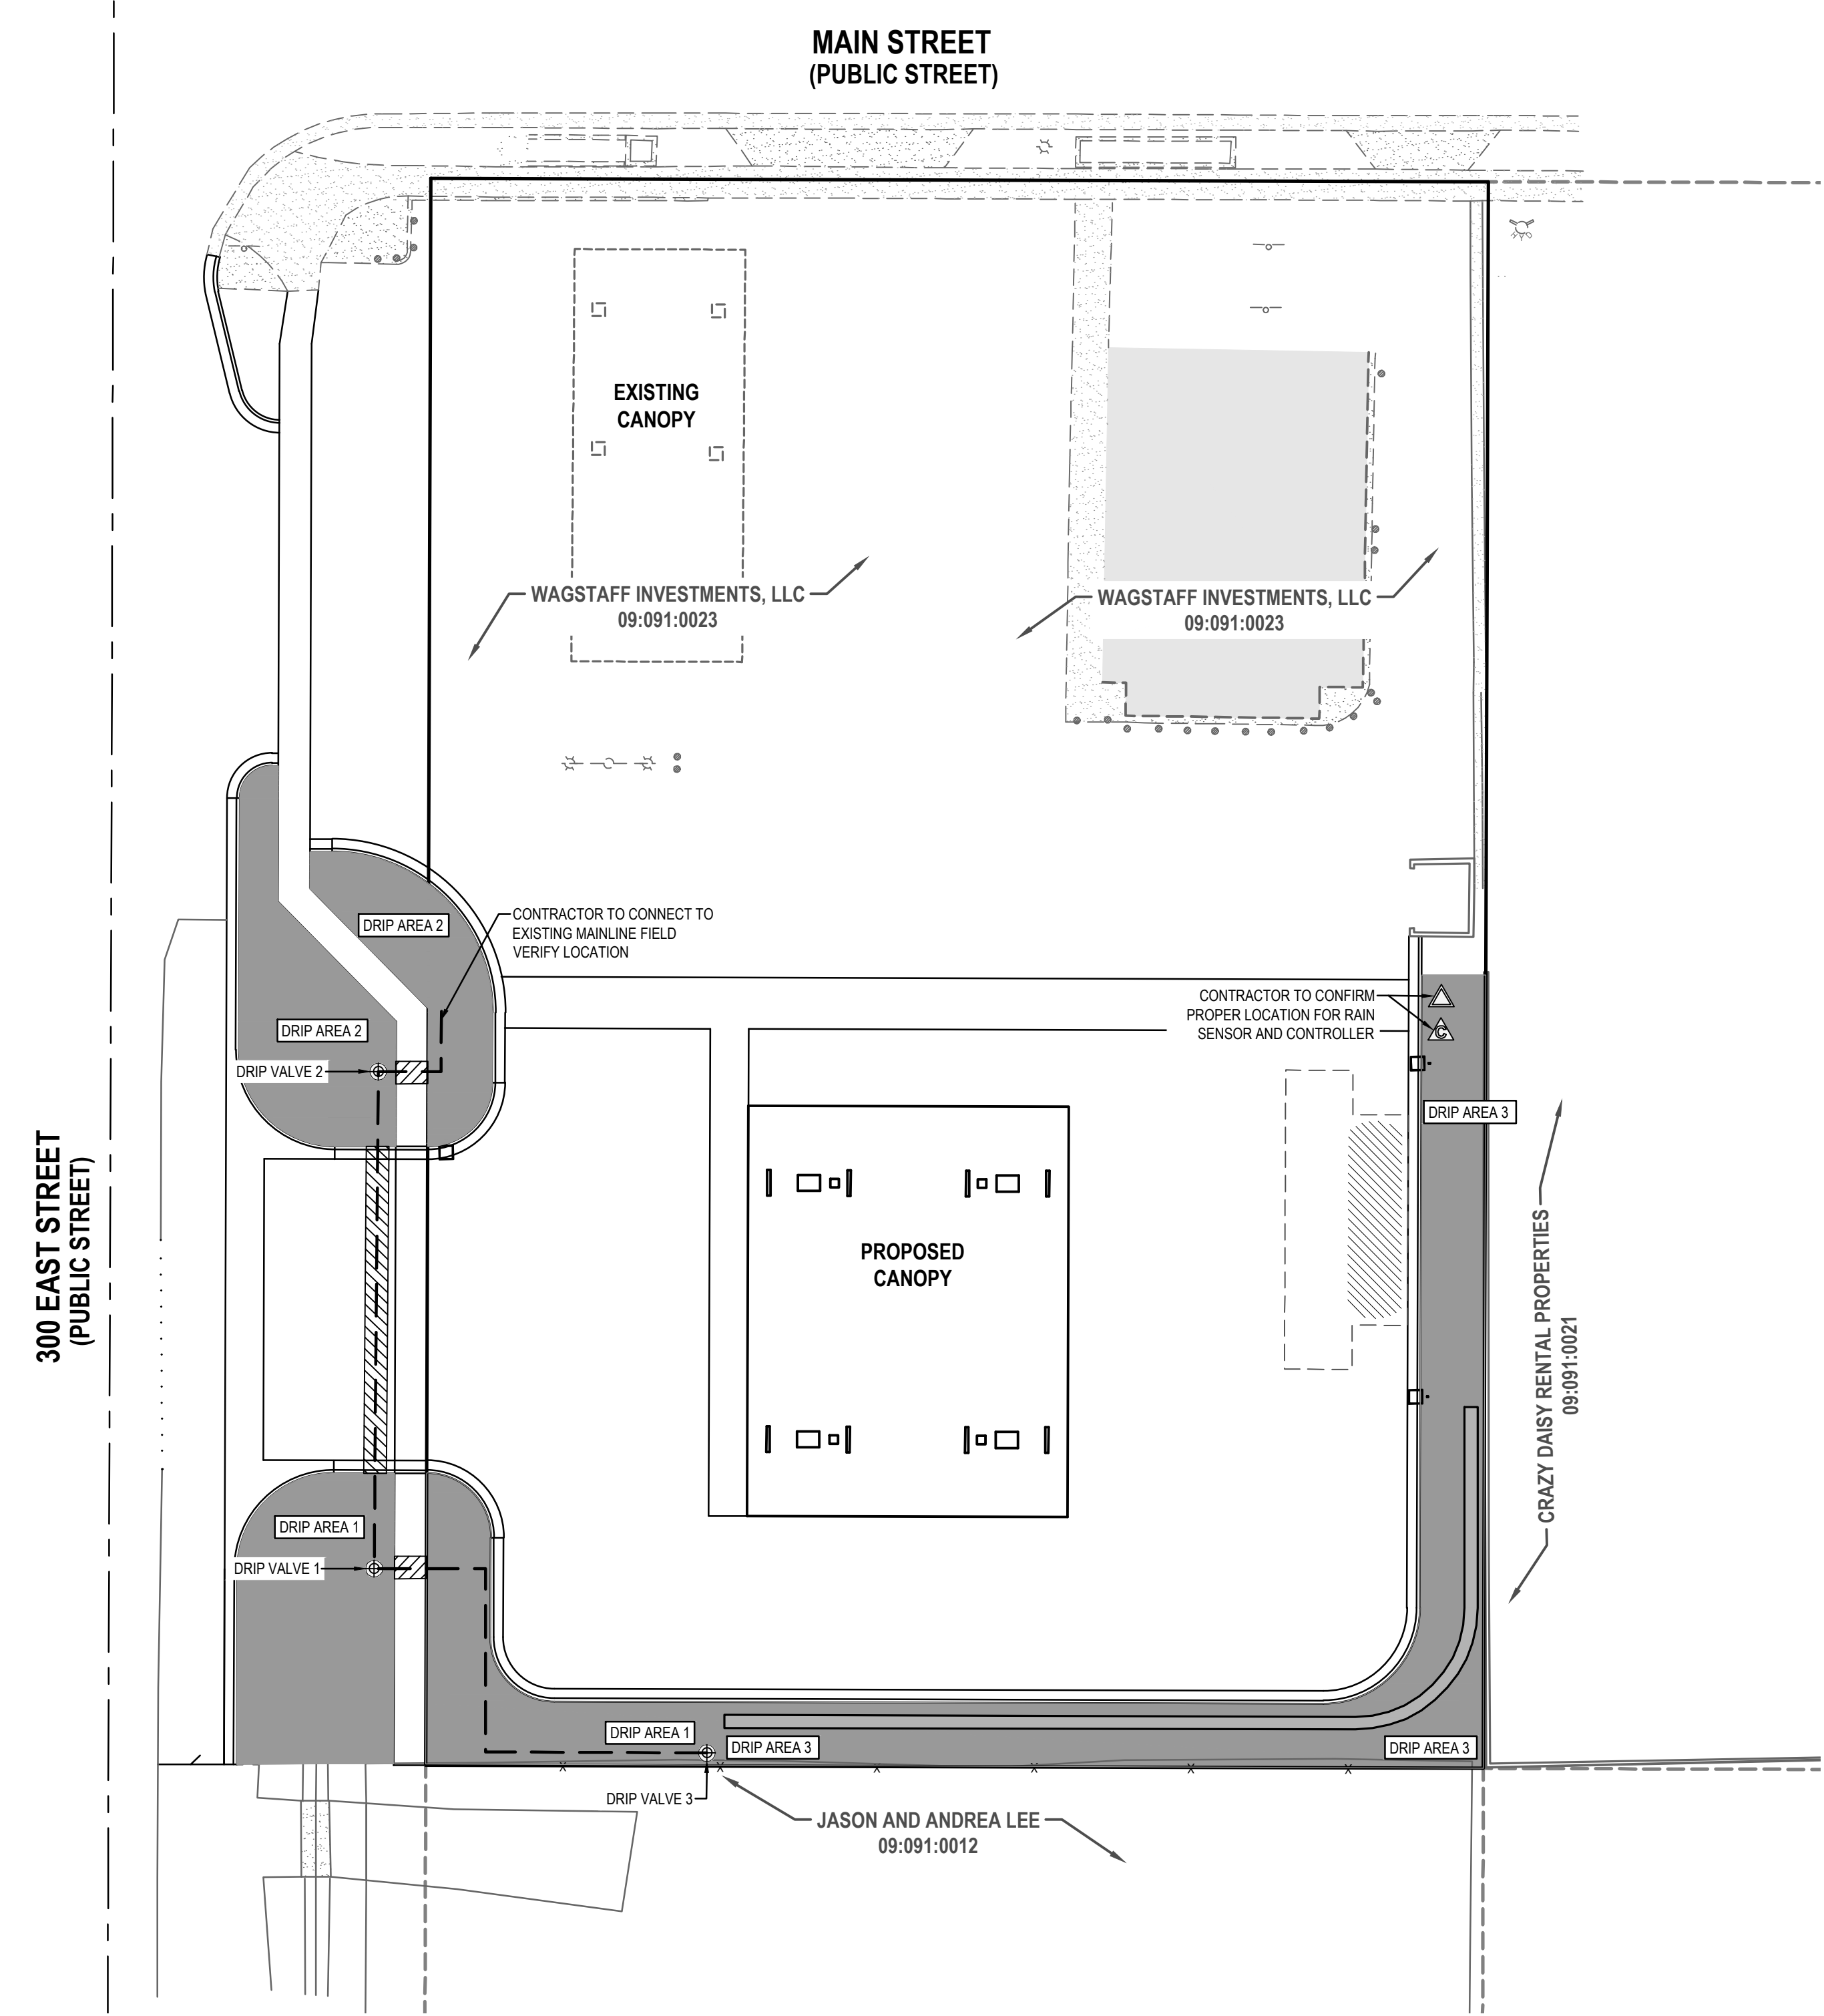 MAIN STREET
(PUBLIC STREET)
EXISTING
CANOPY
WAGSTAFF INVESTMENTS, LLC
09:091:0023
WAGSTAFF INVESTMENTS, LLC
09:091:0023
DRIP AREA 2
CONTRACTOR TO CONNECT TO
EXISTING MAINLINE FIELD
VERIFY LOCATION
CONTRACTOR TO CONFIRM
PROPER LOCATION FOR RAIN
SENSOR AND CONTROLLER
C
DRIP AREA 2
DRIP VALVE 2
DRIP AREA 3
300 EAST STREET
(PUBLIC STREET)
PROPOSED
CANOPY
CRAZY DAISY RENTAL PROPERTIES
09:091:0021
DRIP AREA 1
DRIP VALVE 1
DRIP AREA 1
DRIP AREA 3
DRIP AREA 3
DRIP VALVE 3
JASON AND ANDREA LEE
09:091:0012